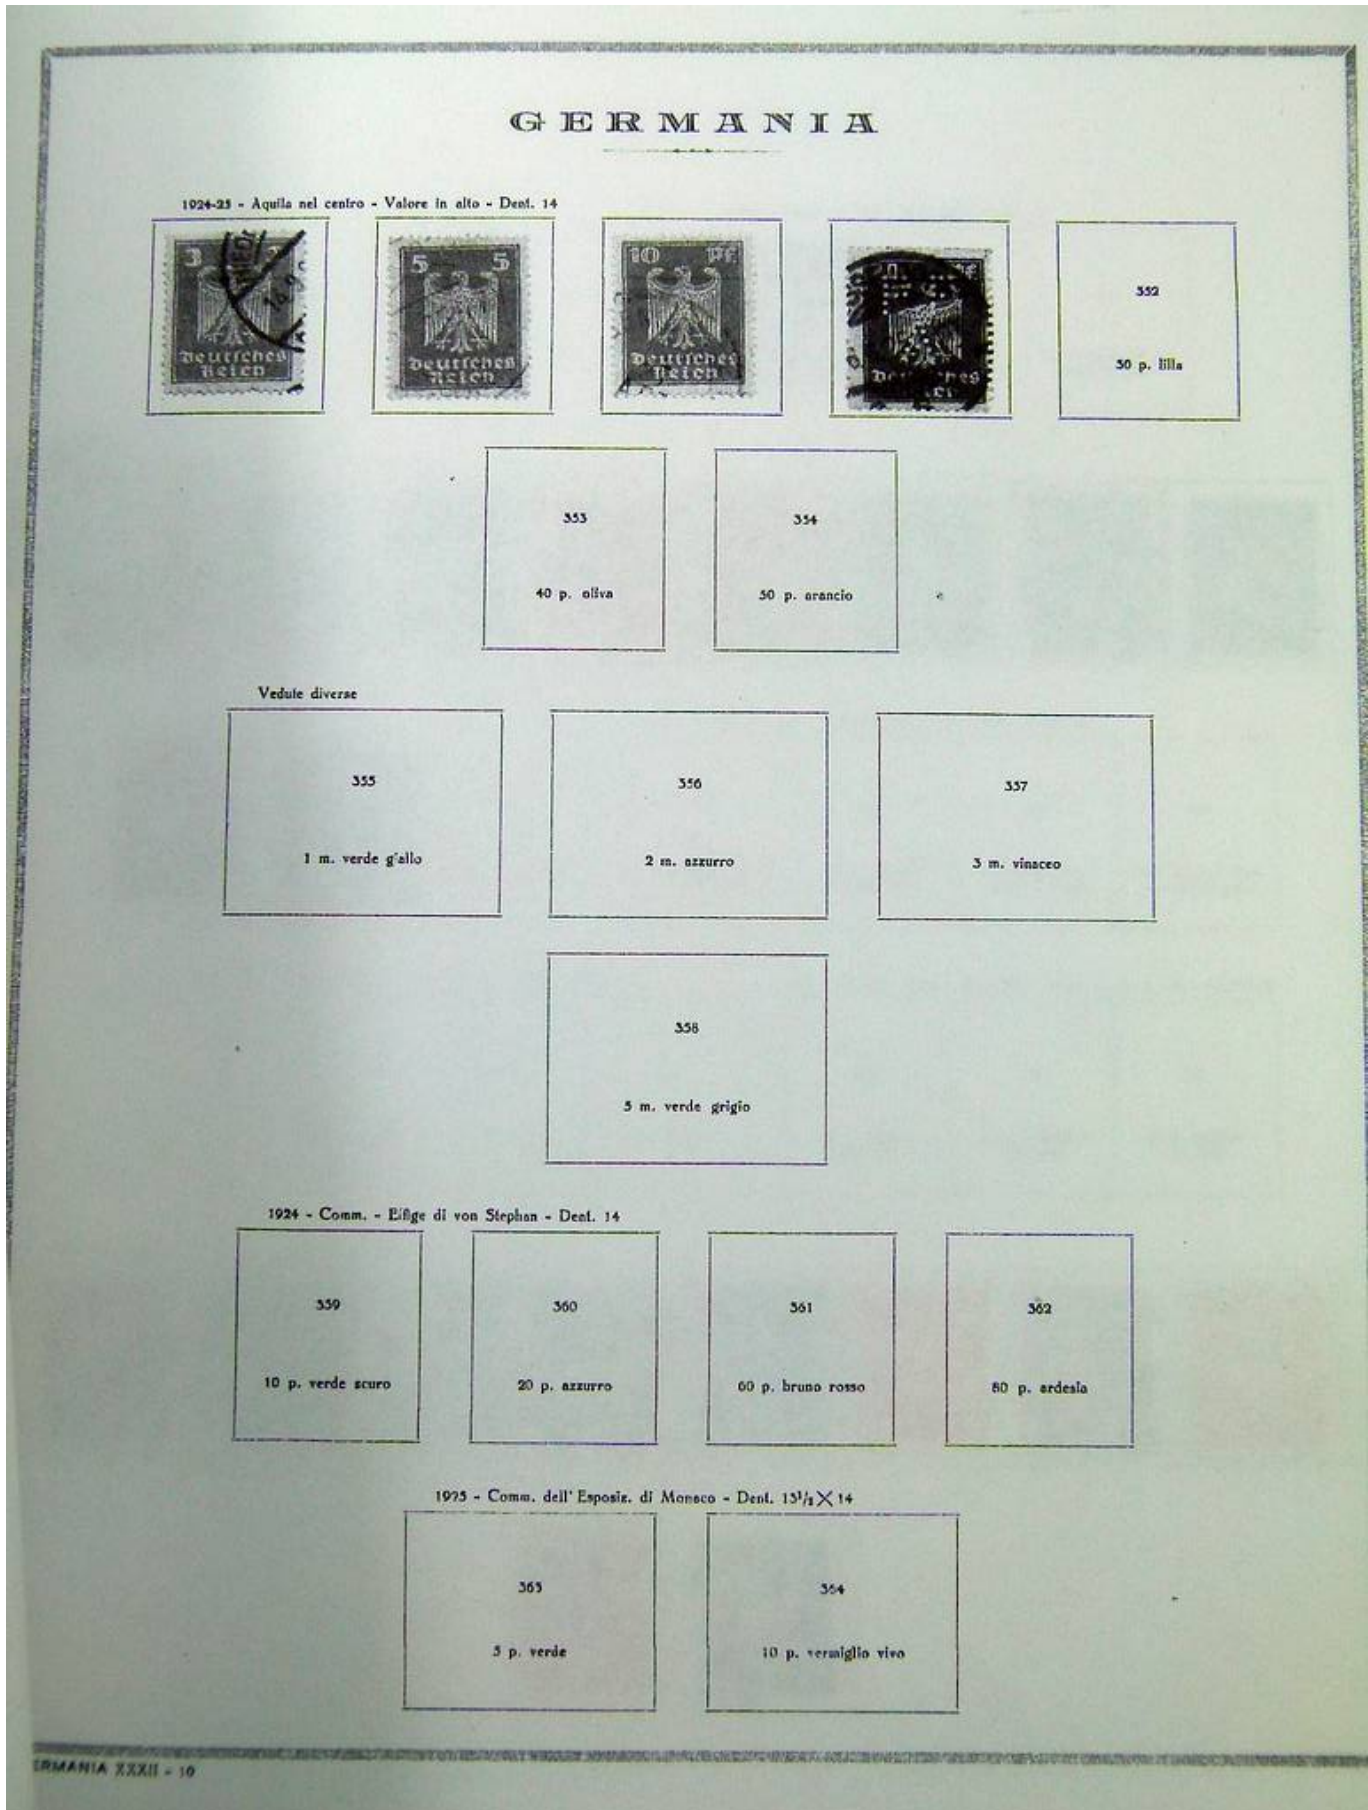 GERMANIA
1924-25 - Aquila nel centro - Valore in alto - Dent. 14
3
Deutsches
Reich
5 5
Deutsches
Reich
10 Pf
Deutsches
Reich
352
30 p. lilla
353
40 p. oliva
354
50 p. arancio
Vedute diverse
355
1 m. verde g'allo
356
2 m. azzurro
357
3 m. vinaceo
358
5 m. verde grigio
1924 - Comm. - Effige di von Stephan - Dent. 14
359
10 p. verde scuro
360
20 p. azzurro
361
60 p. bruno rosso
362
80 p. ardesia
1925 - Comm. dell' Esposiz. di Monaco - Dent. 13¹/₂ X 14
363
5 p. verde
364
10 p. vermiglio vivo
ERMANIA XXXII - 10